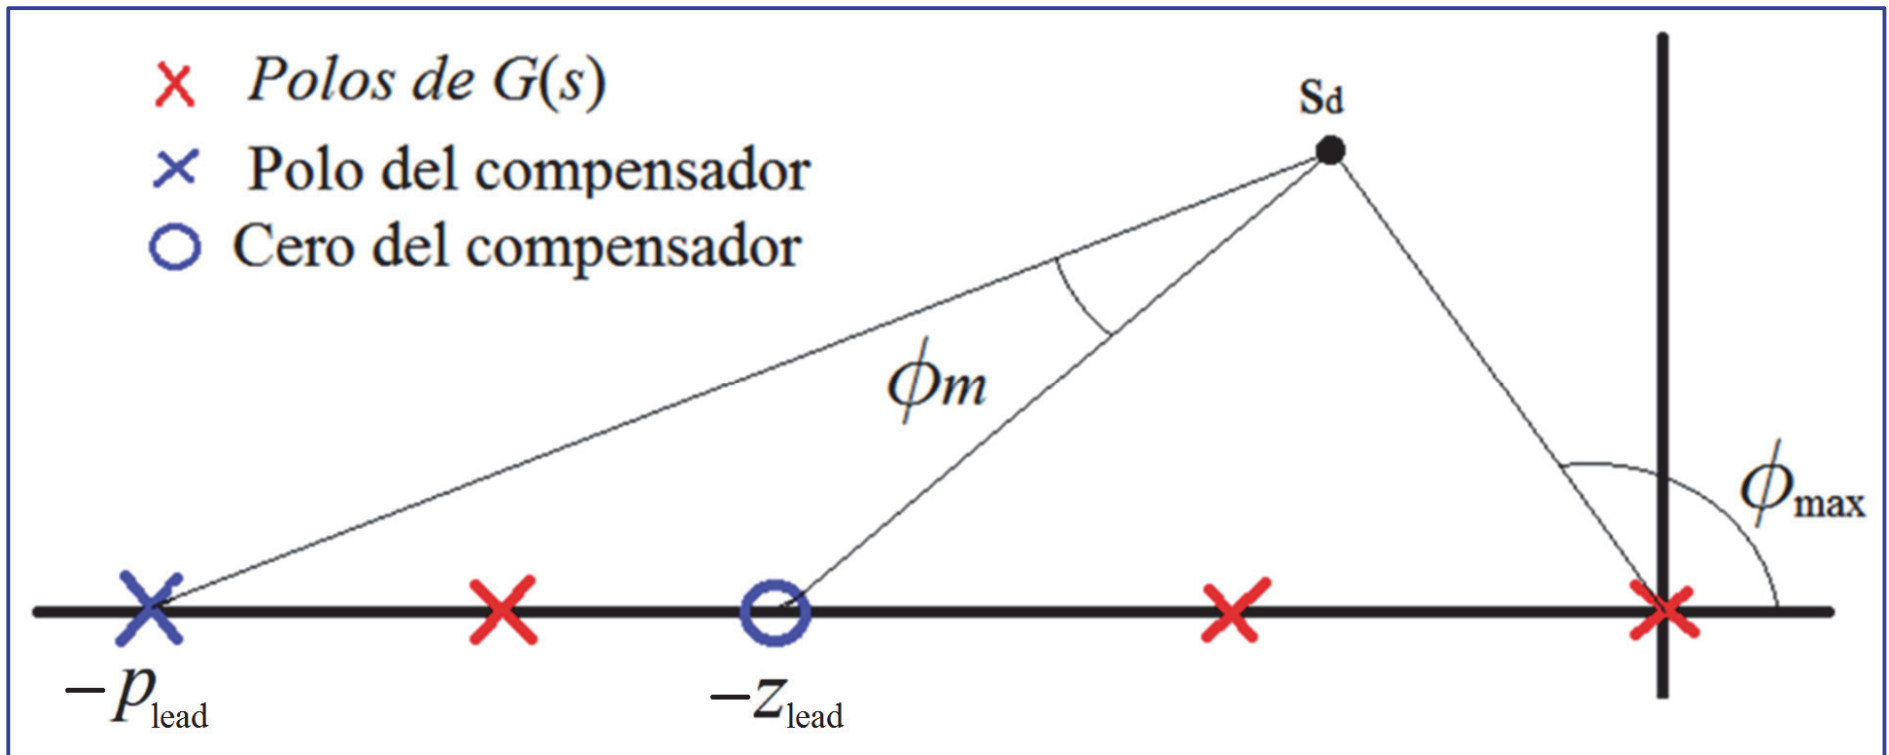 Polos de G(s)
Polo del compensador
Cero del compensador
Sd
ϕm
ϕmax
−plead
−zlead